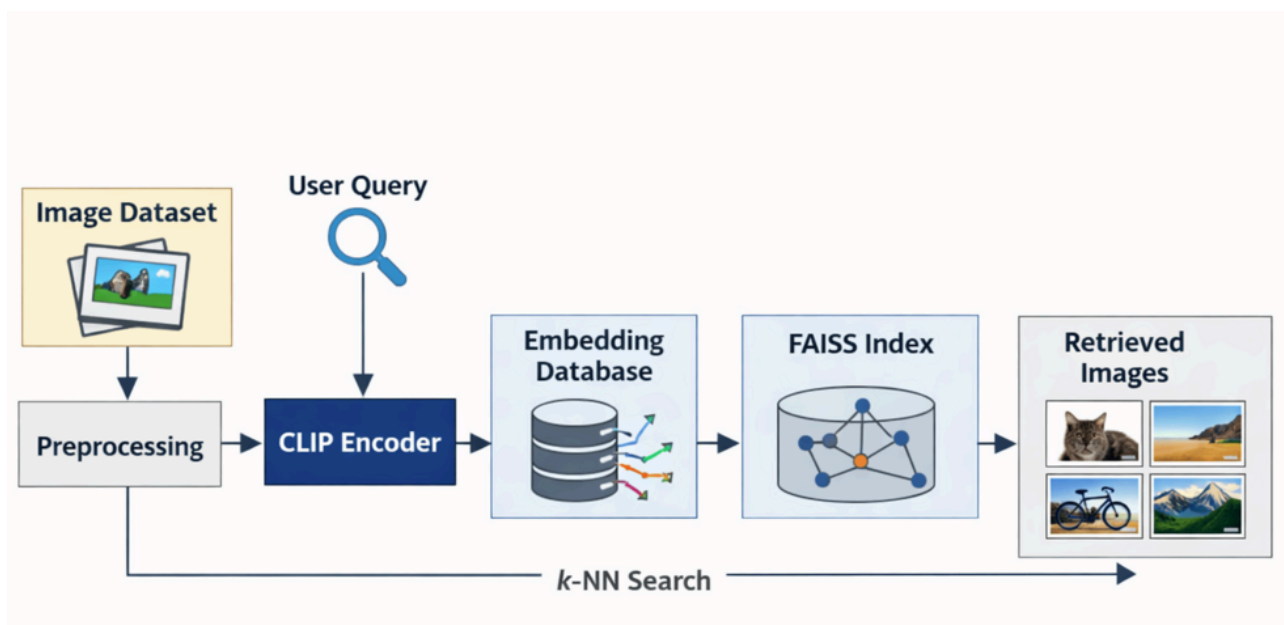 User Query
Image Dataset
Embedding
Database
FAISS Index
Retrieved
Images
Preprocessing
CLIP Encoder
k-NN Search